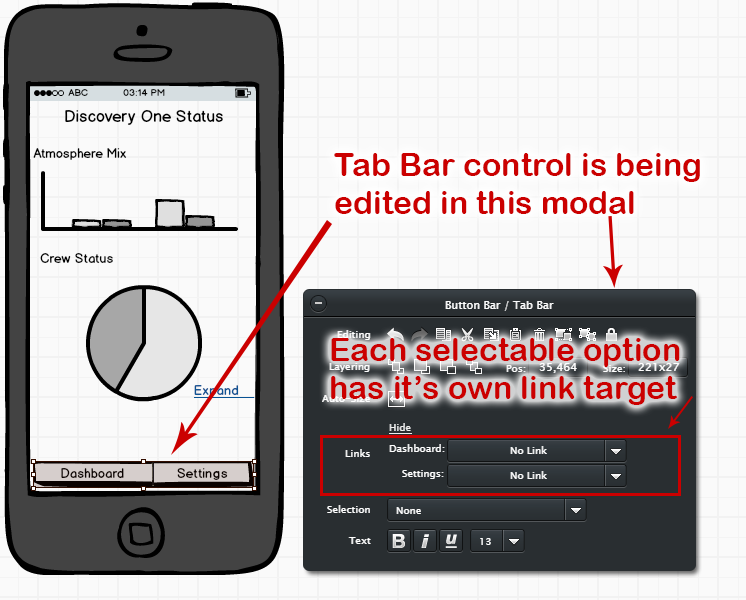 ABC 03:14 PM
Discovery One Status
Atmosphere Mix
Crew Status
Expand
Dashboard Settings
Tab Bar control is being
edited in this modal
Button Bar / Tab Bar
Editing
Each selectable option
has it's own link target
Layering Pos: 35,464 Size: 221x27
Hide
Links Dashboard: No Link
Settings: No Link
Selection None
Text B i u 13